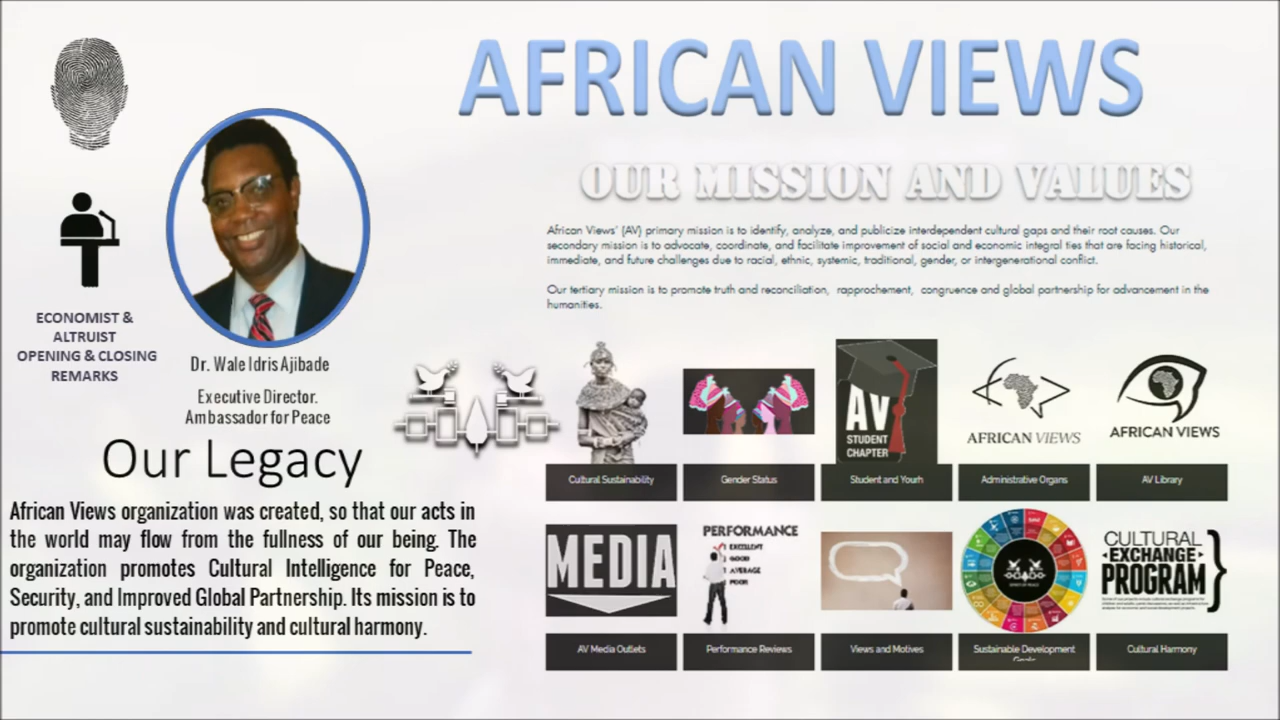 AFRICAN VIEWS
OUR MISSION AND VALUES
African Views' (AV) primary mission is to identify, analyze, and publicize interdependent cultural gaps and their root causes. Our
secondary mission is to advocate, coordinate, and facilitate improvement of social and economic integral ties that are facing historical,
immediate, and future challenges due to racial, ethnic, systemic, traditional, gender, or intergenerational conflict.
Our tertiary mission is to promote truth and reconciliation, rapprochement, congruence and global partnership for advancement in the
humanities.
ECONOMIST &
ALTRUIST
OPENING & CLOSING
REMARKS
Dr. Wale Idris Ajibade
Executive Director.
Ambassador for Peace
Our Legacy
African Views organization was created, so that our acts in
the world may flow from the fullness of our being. The
organization promotes Cultural Intelligence for Peace,
Security, and Improved Global Partnership. Its mission is to
promote cultural sustainability and cultural harmony.
AV
STUDENT
CHAPTER
AFRICAN VIEWS
AFRICAN VIEWS
Cultural Sustainability
Gender Status
Student and Yourh
Administrative Organs
AV Library
MEDIA
PERFORMANCE
EXCELLENT
GOOD
AVERAGE
POOR
CULTURAL
EXCHANGE
PROGRAM
AV Media Outlets
Performance Reviews
Views and Motives
Sustainable Development
Cultural Harmony